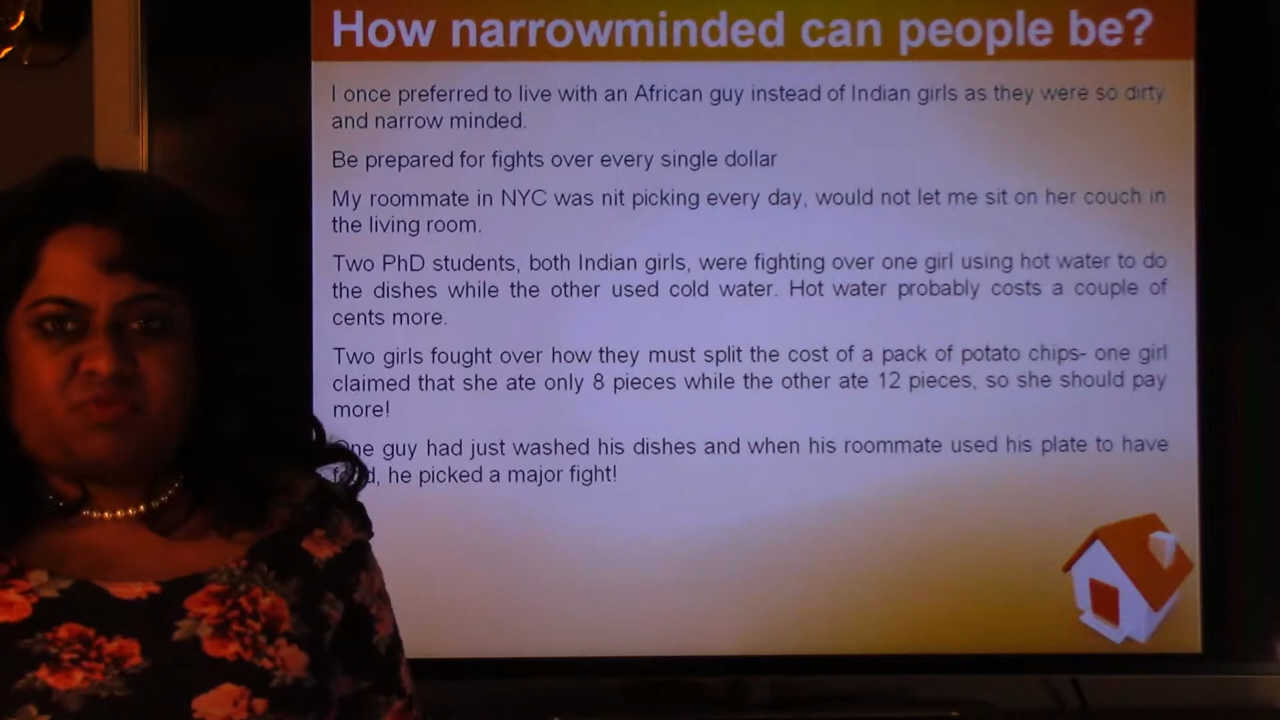 How narrowminded can people be?
I once preferred to live with an African guy instead of Indian girls as they were so dirty
and narrow minded.
Be prepared for fights over every single dollar
My roommate in NYC was nit picking every day, would not let me sit on her couch in
the living room.
Two PhD students, both Indian girls, were fighting over one girl using hot water to do
the dishes while the other used cold water. Hot water probably costs a couple of
cents more.
Two girls fought over how they must split the cost of a pack of potato chips- one girl
claimed that she ate only 8 pieces while the other ate 12 pieces, so she should pay
more!
One guy had just washed his dishes and when his roommate used his plate to have
food, he picked a major fight!